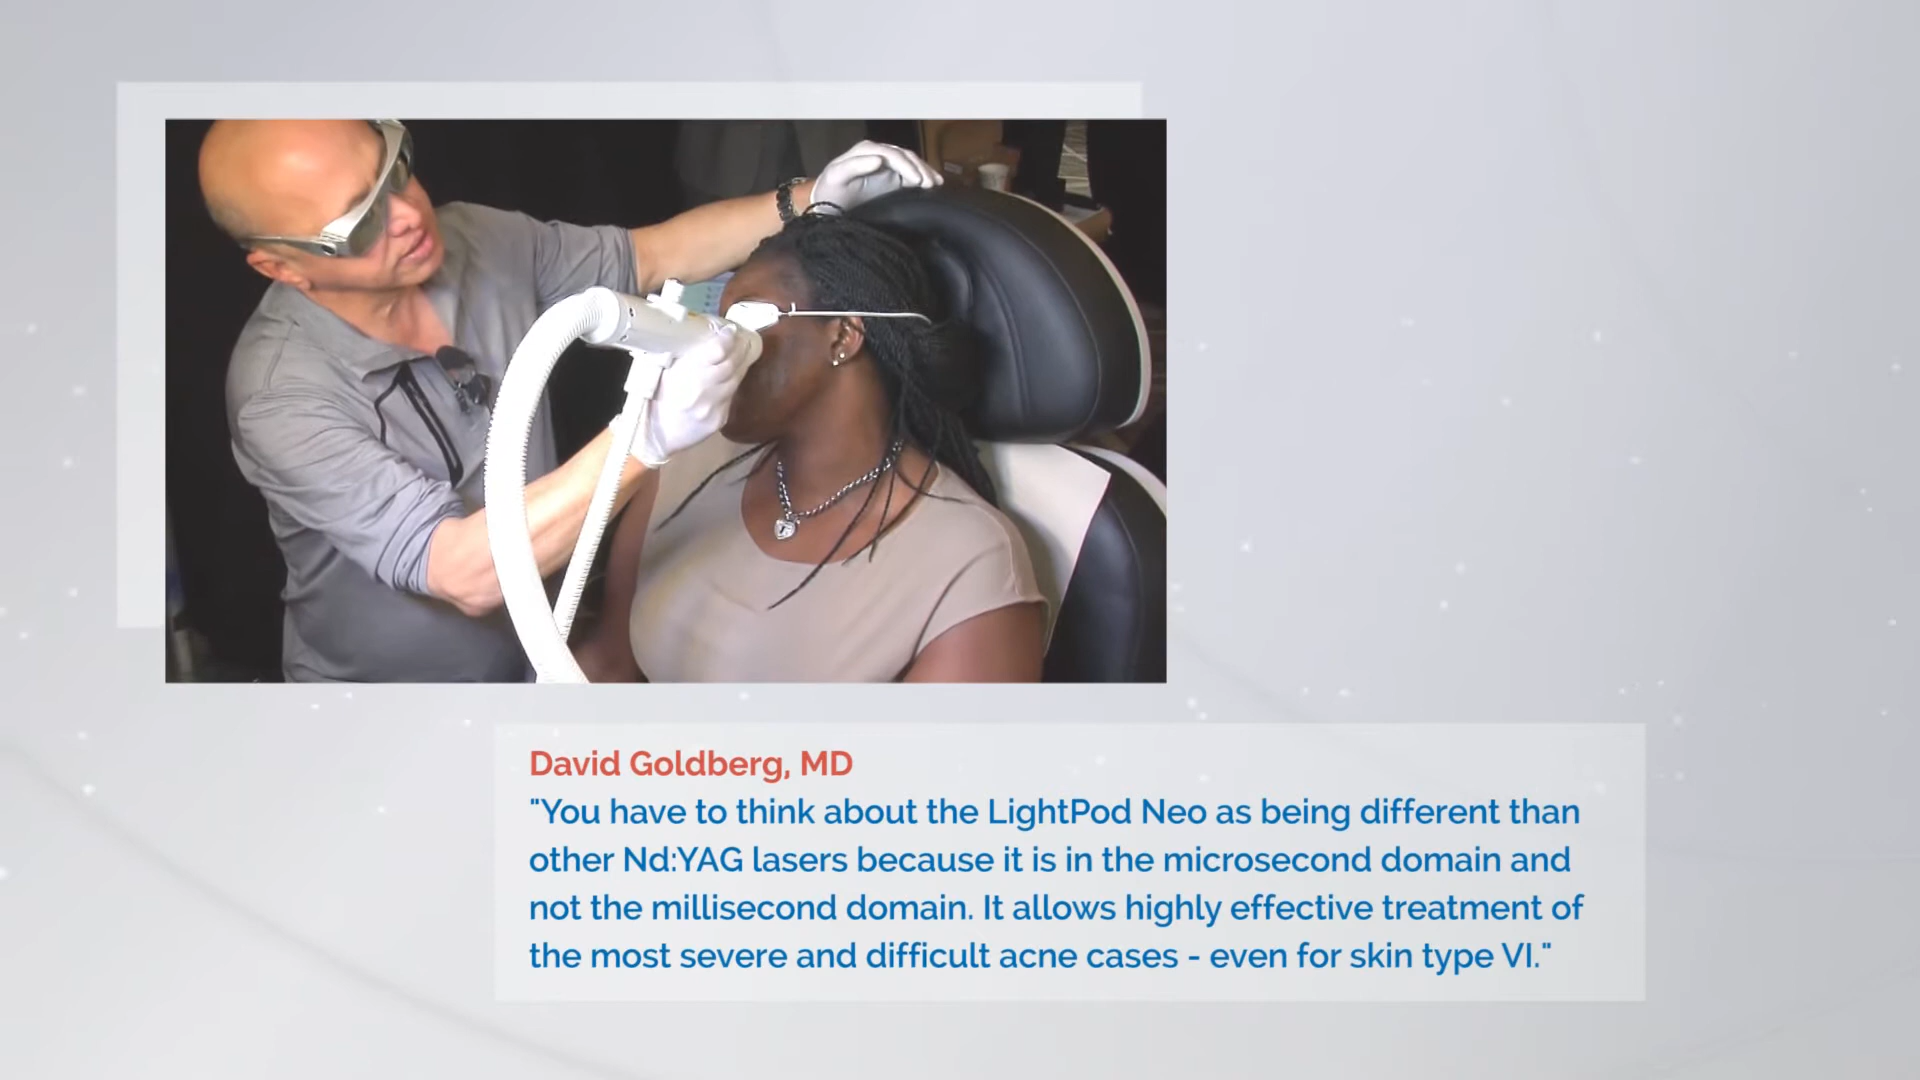 David Goldberg, MD
"You have to think about the LightPod Neo as being different than
other Nd:YAG lasers because it is in the microsecond domain and
not the millisecond domain. It allows highly effective treatment of
the most severe and difficult acne cases - even for skin type VI."